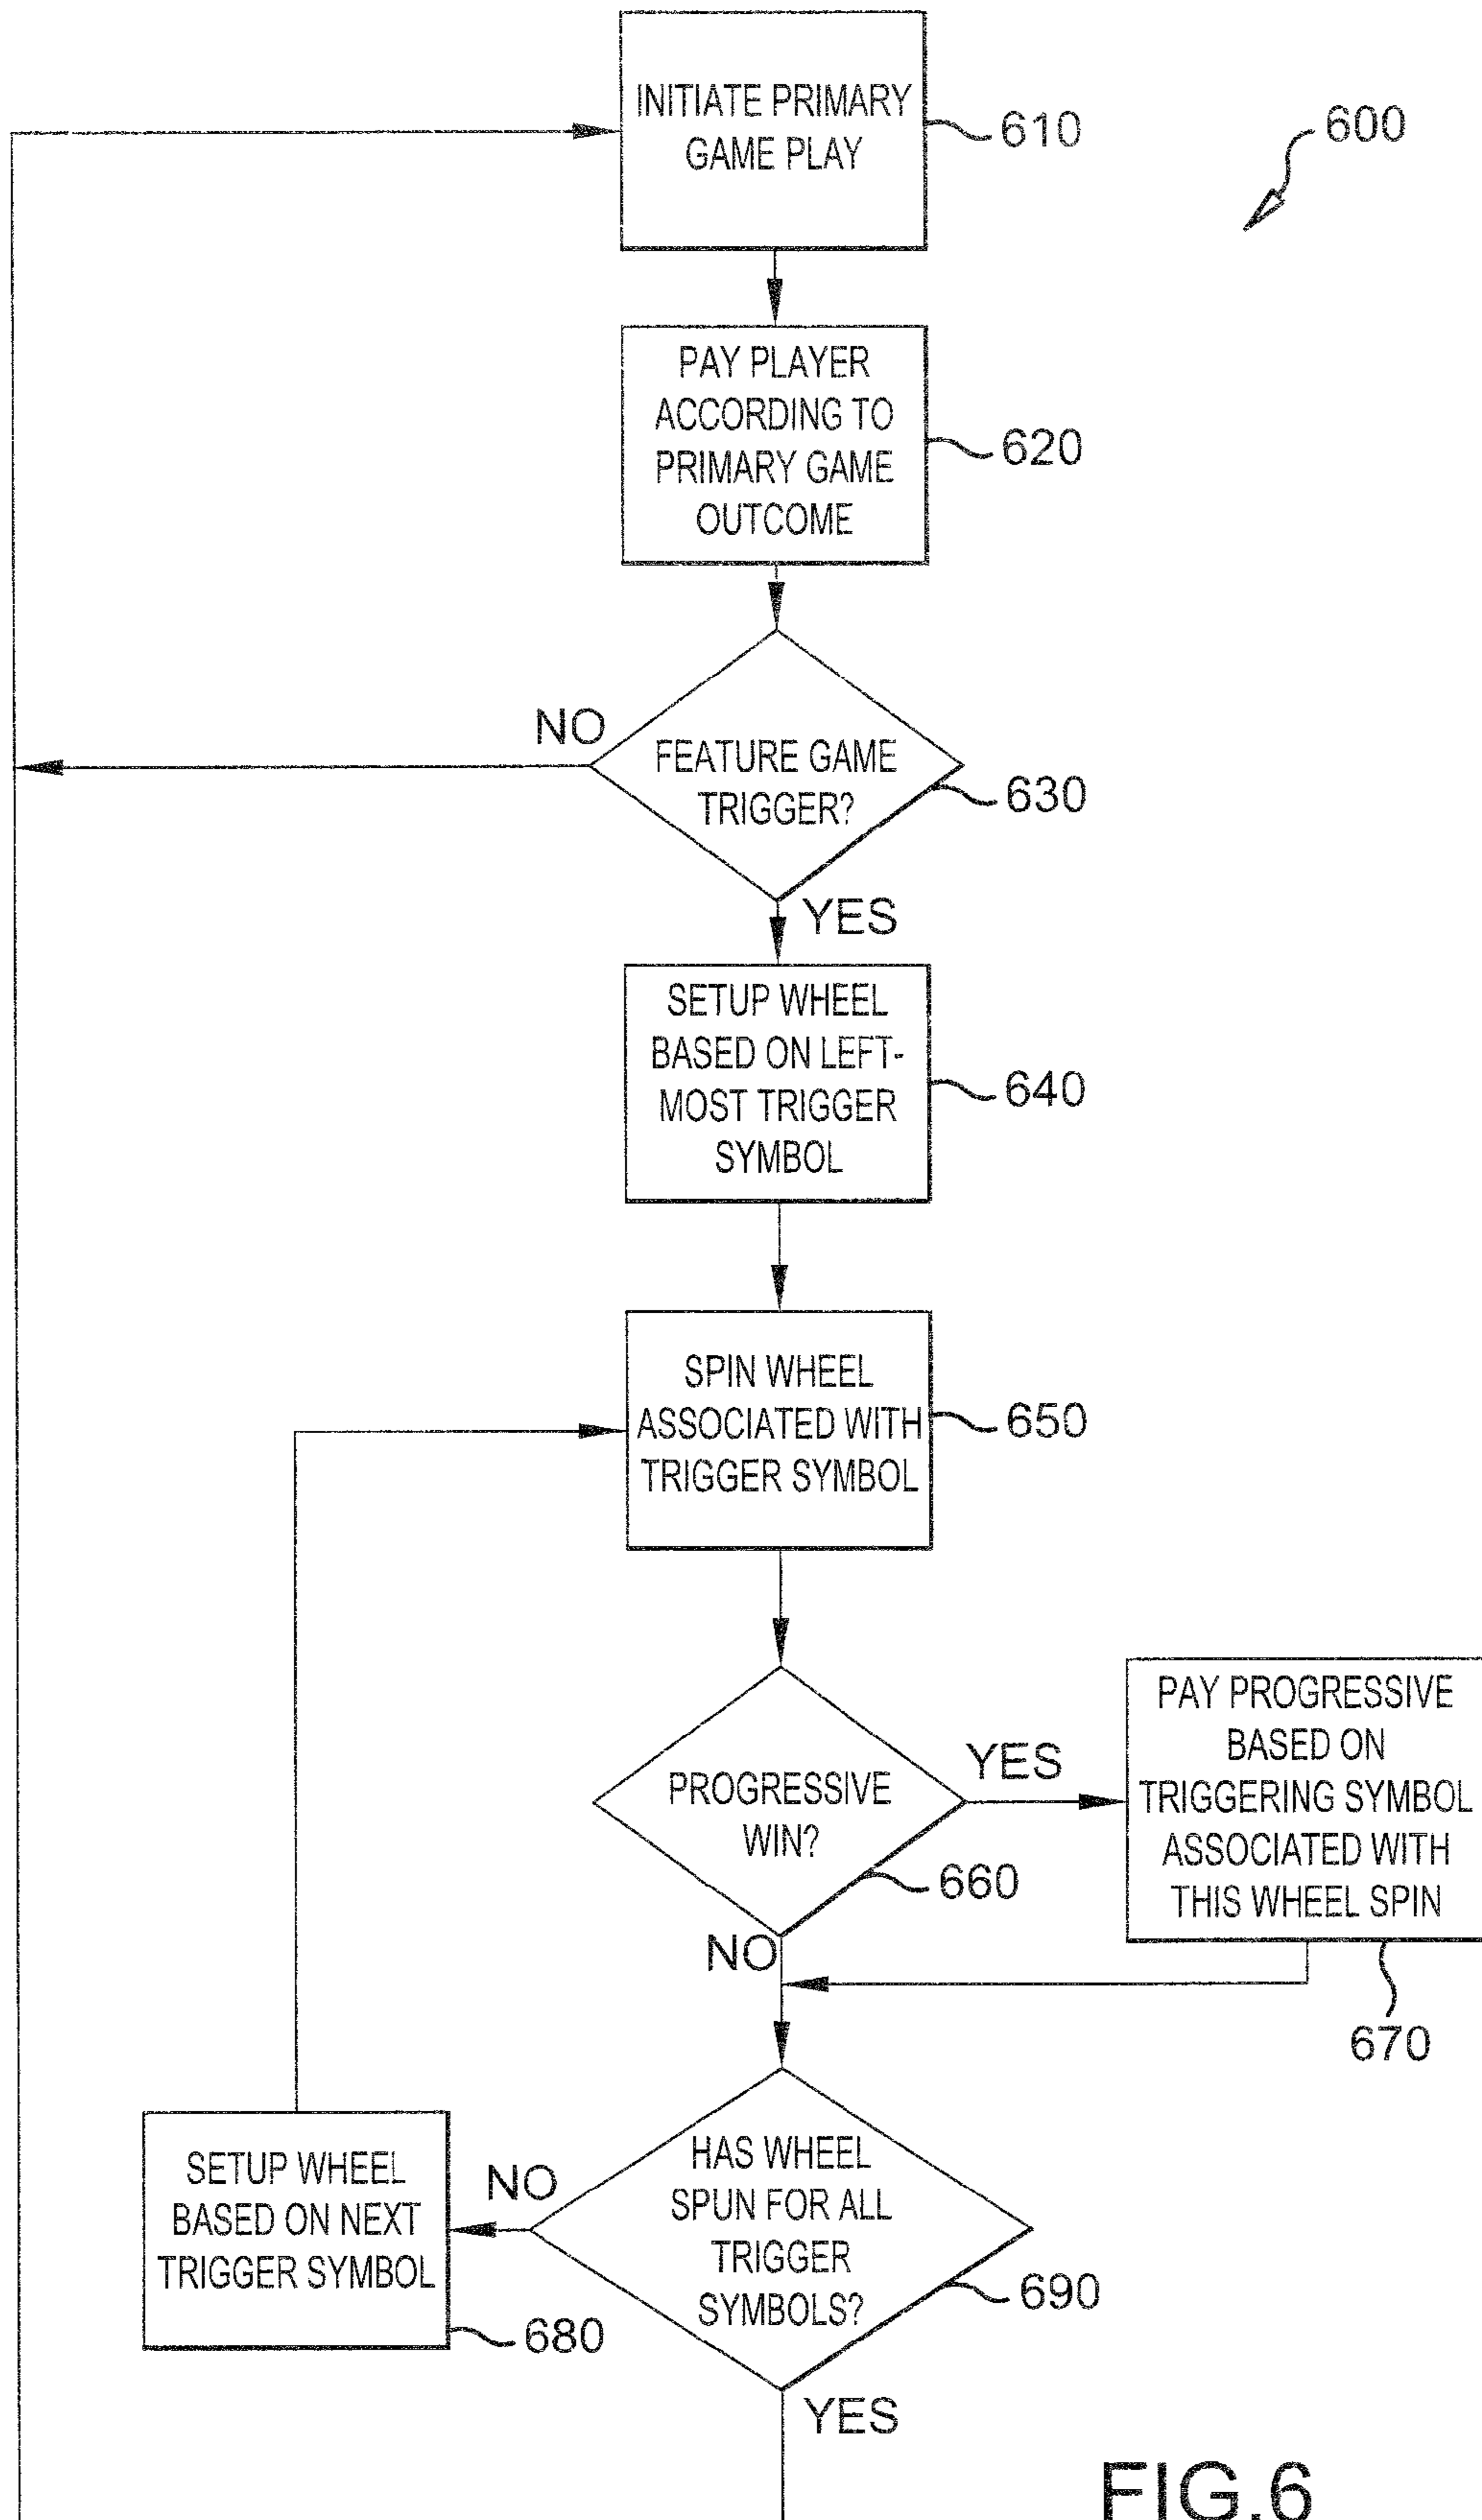 INITIATE PRIMARY
GAME PLAY
610
600
PAY PLAYER
ACCORDING TO
PRIMARY GAME
OUTCOME
620
NO
FEATURE GAME
TRIGGER?
630
YES
SETUP WHEEL
BASED ON LEFT-
MOST TRIGGER
SYMBOL
640
SPIN WHEEL
ASSOCIATED WITH
TRIGGER SYMBOL
650
PROGRESSIVE
WIN?
660
YES
PAY PROGRESSIVE
BASED ON
TRIGGERING SYMBOL
ASSOCIATED WITH
THIS WHEEL SPIN
670
NO
HAS WHEEL
SPUN FOR ALL
TRIGGER
SYMBOLS?
690
NO
SETUP WHEEL
BASED ON NEXT
TRIGGER SYMBOL
680
YES
FIG.6